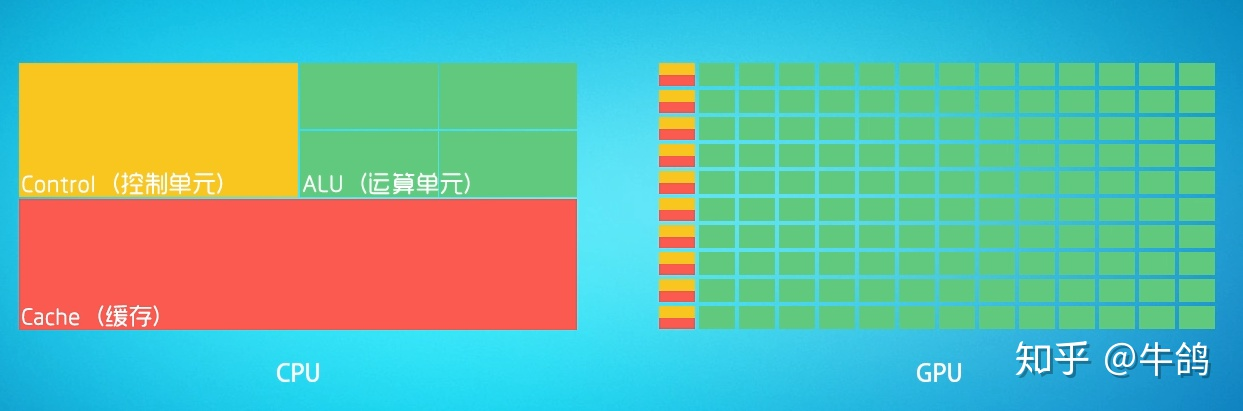 Control （控制单元）
ALU （运算单元）
Cache （缓存）
CPU
GPU
知乎 @牛鸽